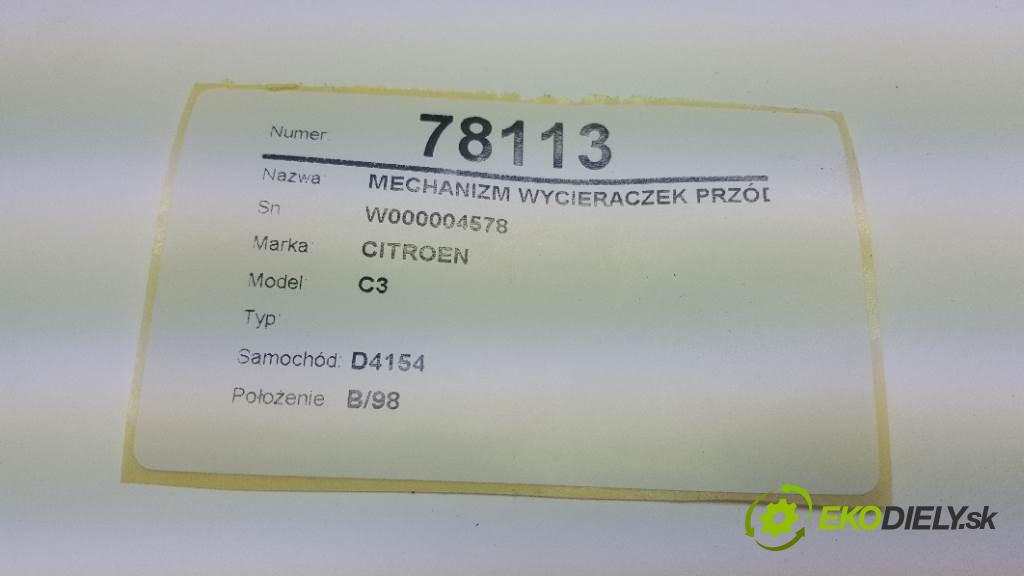 Numer: 78113
Nazwa: MECHANIZM WYCIERACZEK PRZÓD
Sn W000004578
Marka: CITROEN
Model: C3
Typ:
Samochód: D4154
Położenie B/98
EKODIELY.sk